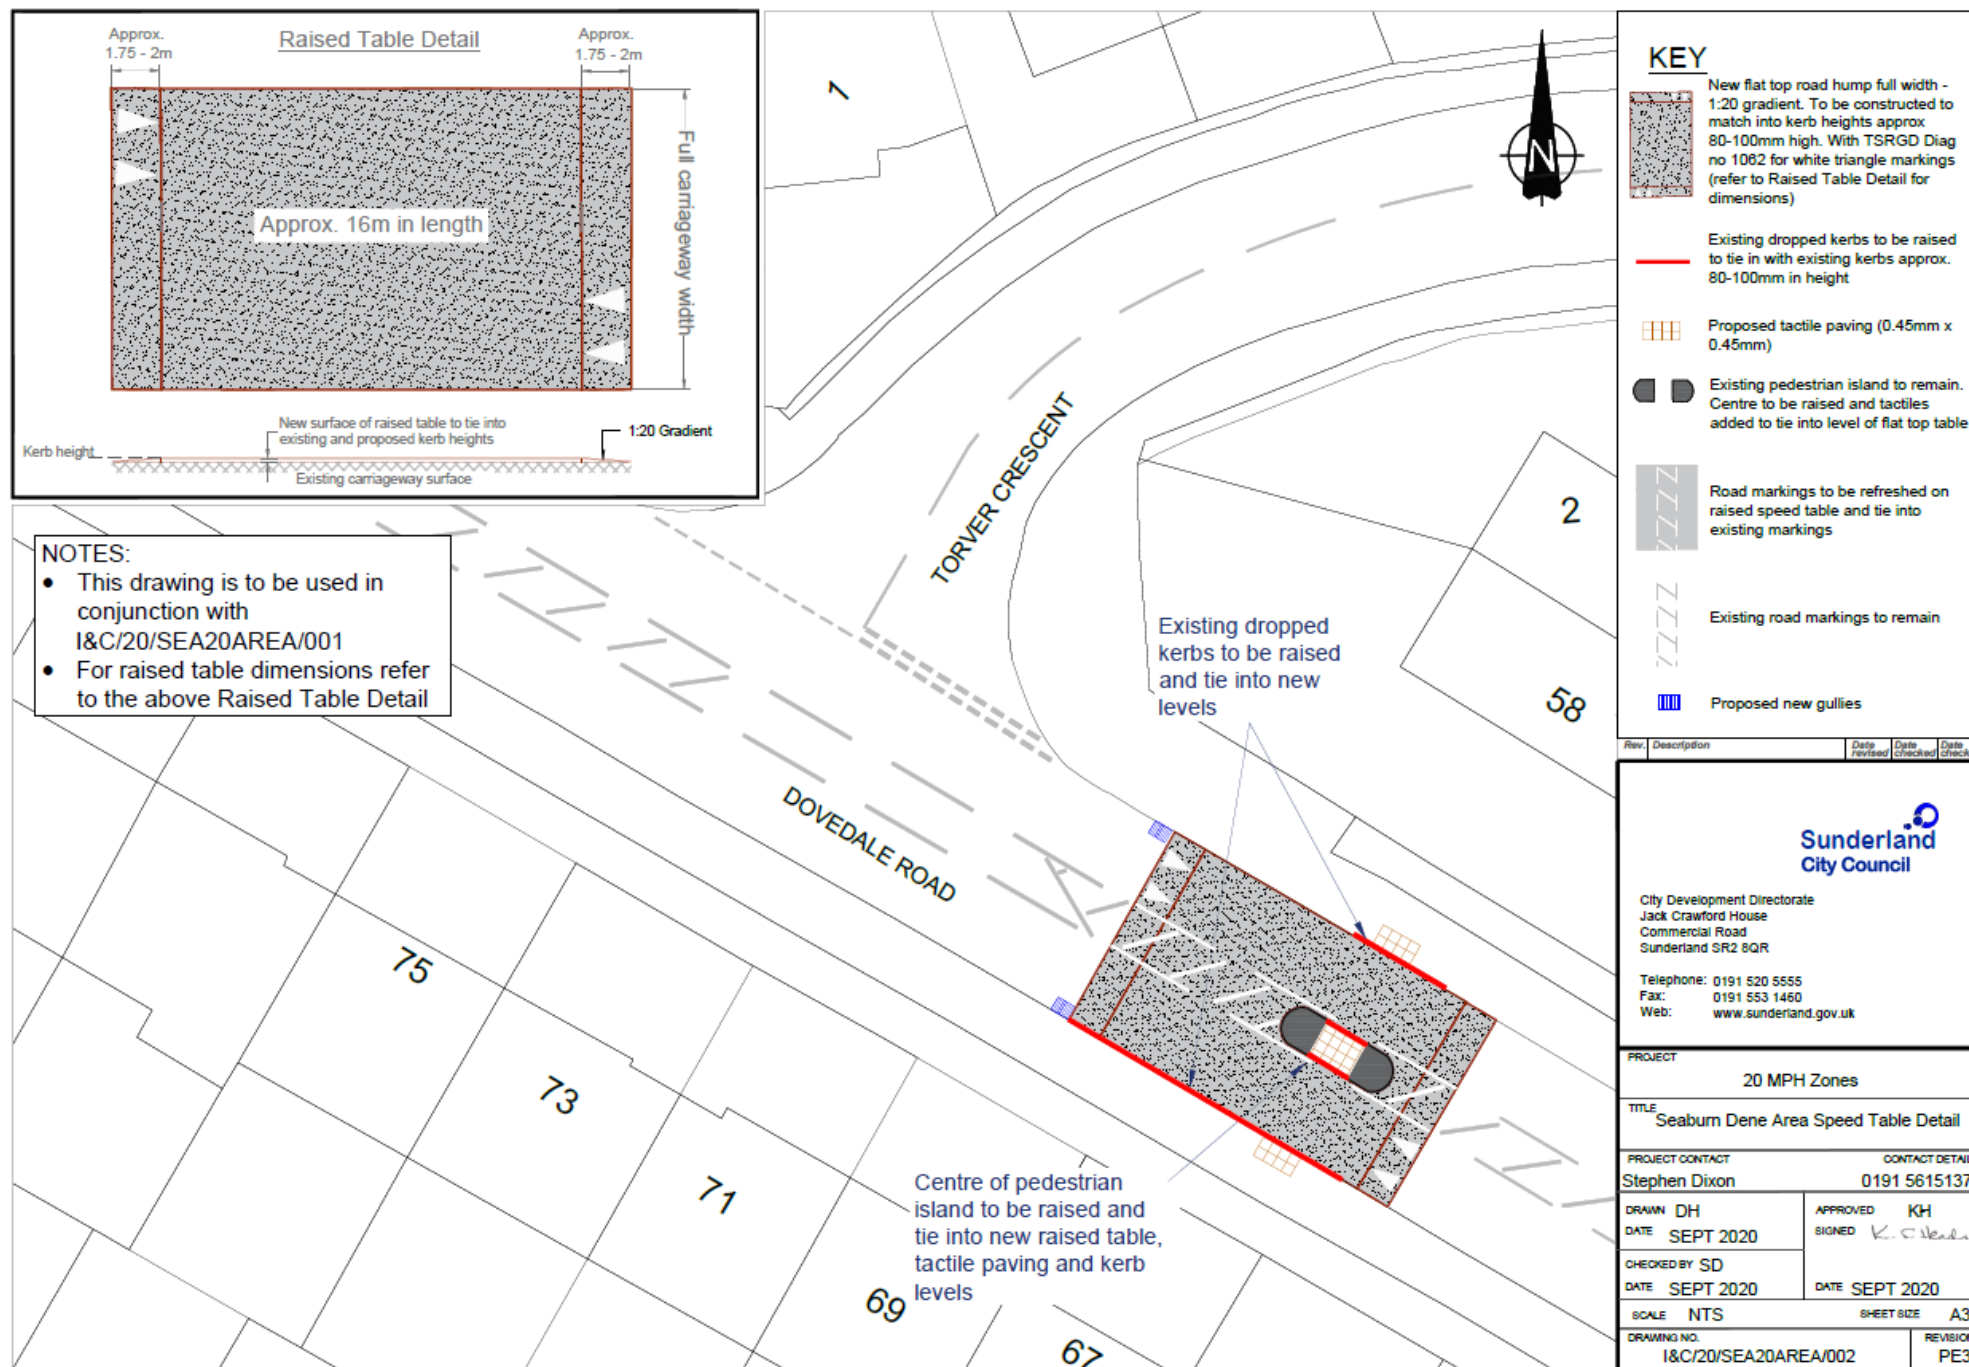 Raised Table Detail
Approx.
1.75 - 2m
Approx.
1.75 - 2m
Full carriageway width
Approx. 16m in length
New surface of raised table to tie into
existing and proposed kerb heights
1:20 Gradient
Kerb height
Existing carriageway surface
NOTES:
• This drawing is to be used in
conjunction with
I&C/20/SEA20AREA/001
• For raised table dimensions refer
to the above Raised Table Detail
1
N
TORVER CRESCENT
2
58
Existing dropped
kerbs to be raised
and tie into new
levels
DOVEDALE ROAD
75
73
71
69
67
Centre of pedestrian
island to be raised and
tie into new raised table,
tactile paving and kerb
levels
KEY
New flat top road hump full width -
1:20 gradient. To be constructed to
match into kerb heights approx
80-100mm high. With TSRGD Diag
no 1062 for white triangle markings
(refer to Raised Table Detail for
dimensions)
Existing dropped kerbs to be raised
to tie in with existing kerbs approx.
80-100mm in height
Proposed tactile paving (0.45mm x
0.45mm)
Existing pedestrian island to remain.
Centre to be raised and tactiles
added to tie into level of flat top table
Road markings to be refreshed on
raised speed table and tie into
existing markings
Existing road markings to remain
Proposed new gullies
Rev. Description Date revised Date checked Date
Sunderland
City Council
City Development Directorate
Jack Crawford House
Commercial Road
Sunderland SR2 8QR
Telephone: 0191 520 5555
Fax: 0191 553 1460
Web: www.sunderland.gov.uk
PROJECT
20 MPH Zones
TITLE
Seaburn Dene Area Speed Table Detail
PROJECT CONTACT CONTACT DETAIL
Stephen Dixon 0191 5615137
DRAWN DH APPROVED KH
DATE SEPT 2020 SIGNED
CHECKED BY SD
DATE SEPT 2020 DATE SEPT 2020
SCALE NTS SHEET SIZE A3
DRAWING NO. REVISION
I&C/20/SEA20AREA/002 PE3